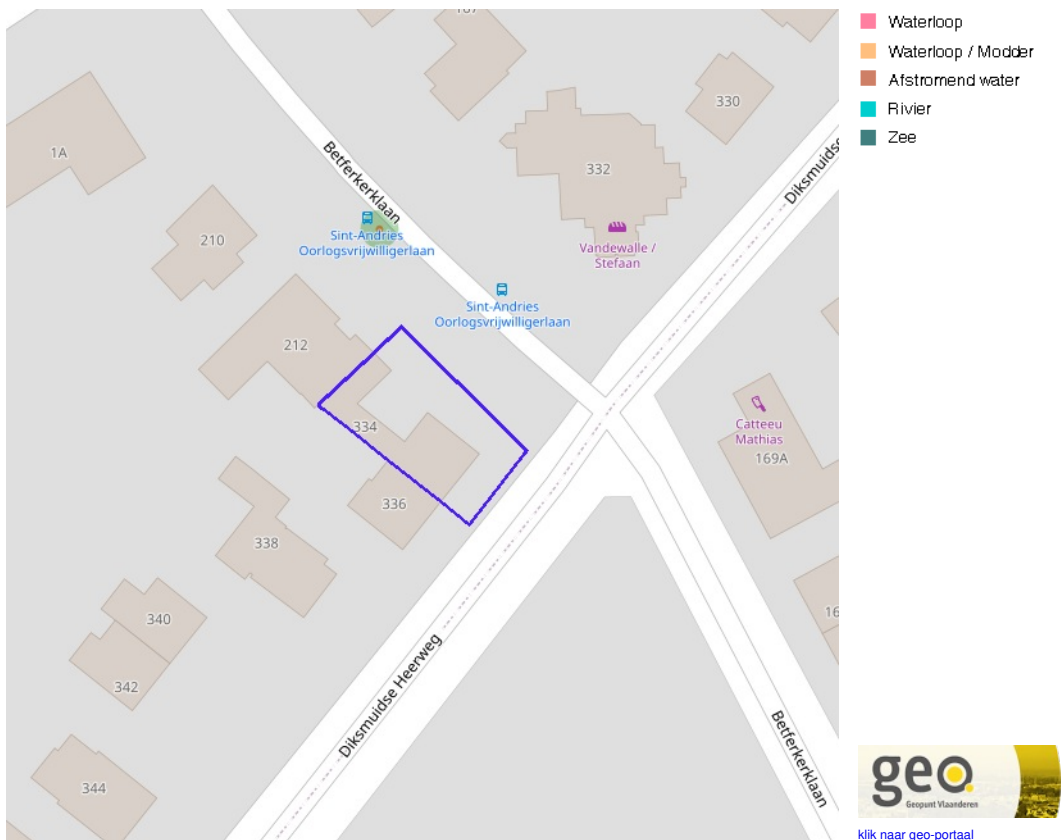 Waterloop
Waterloop / Modder
Afstromend water
Rivier
Zee
330
1A
332
Betferkerklaan
Diksmuidse
210
Sint-Andries
Oorlogsvrijwilligerlaan
Vandewalle /
Stefaan
Sint-Andries
Oorlogsvrijwilligerlaan
212
334
Catteeu
Mathias
169A
336
338
340
342
Diksmuidse Heerweg
Betferkerklaan
344
geo
Geopunt Vlaanderen
klik naar geo-portaal